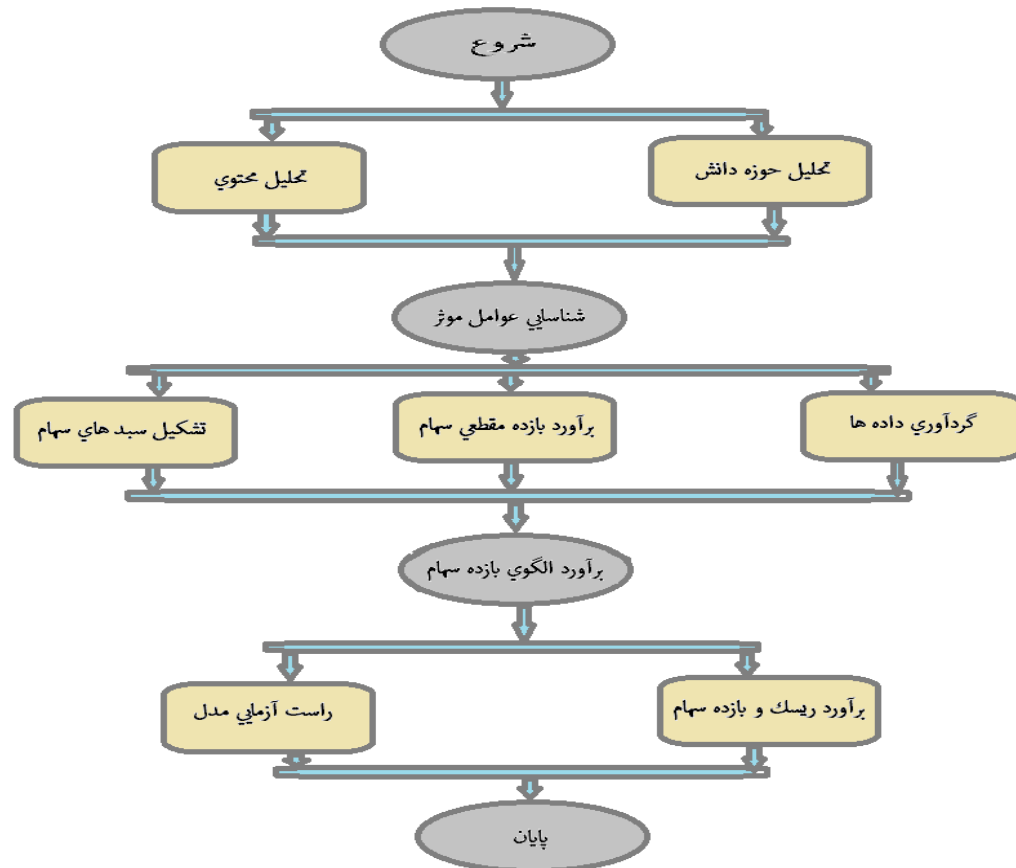 شروع
تحليل حوزه دانش
تحليل محتوي
شناسايي عوامل موثر
گردآوري داده ها
برآورد بازده مقطعي سهام
تشكيل سبد هاي سهام
برآورد الگوي بازده سهام
برآورد ريسك و بازده سهام
راست آزمايي مدل
پايان